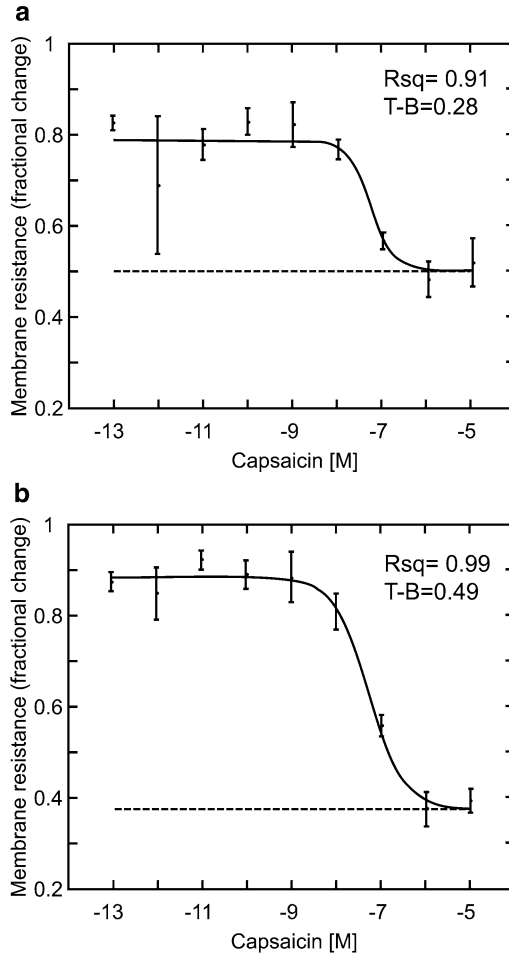 a
1
Rsq= 0.91
T-B=0.28
0.8
0.6
0.4
0.2
Membrane resistance (fractional change)
-13 -11 -9 -7 -5
Capsaicin [M]
b
1
Rsq= 0.99
T-B=0.49
0.8
0.6
0.4
0.2
Membrane resistance (fractional change)
-13 -11 -9 -7 -5
Capsaicin [M]